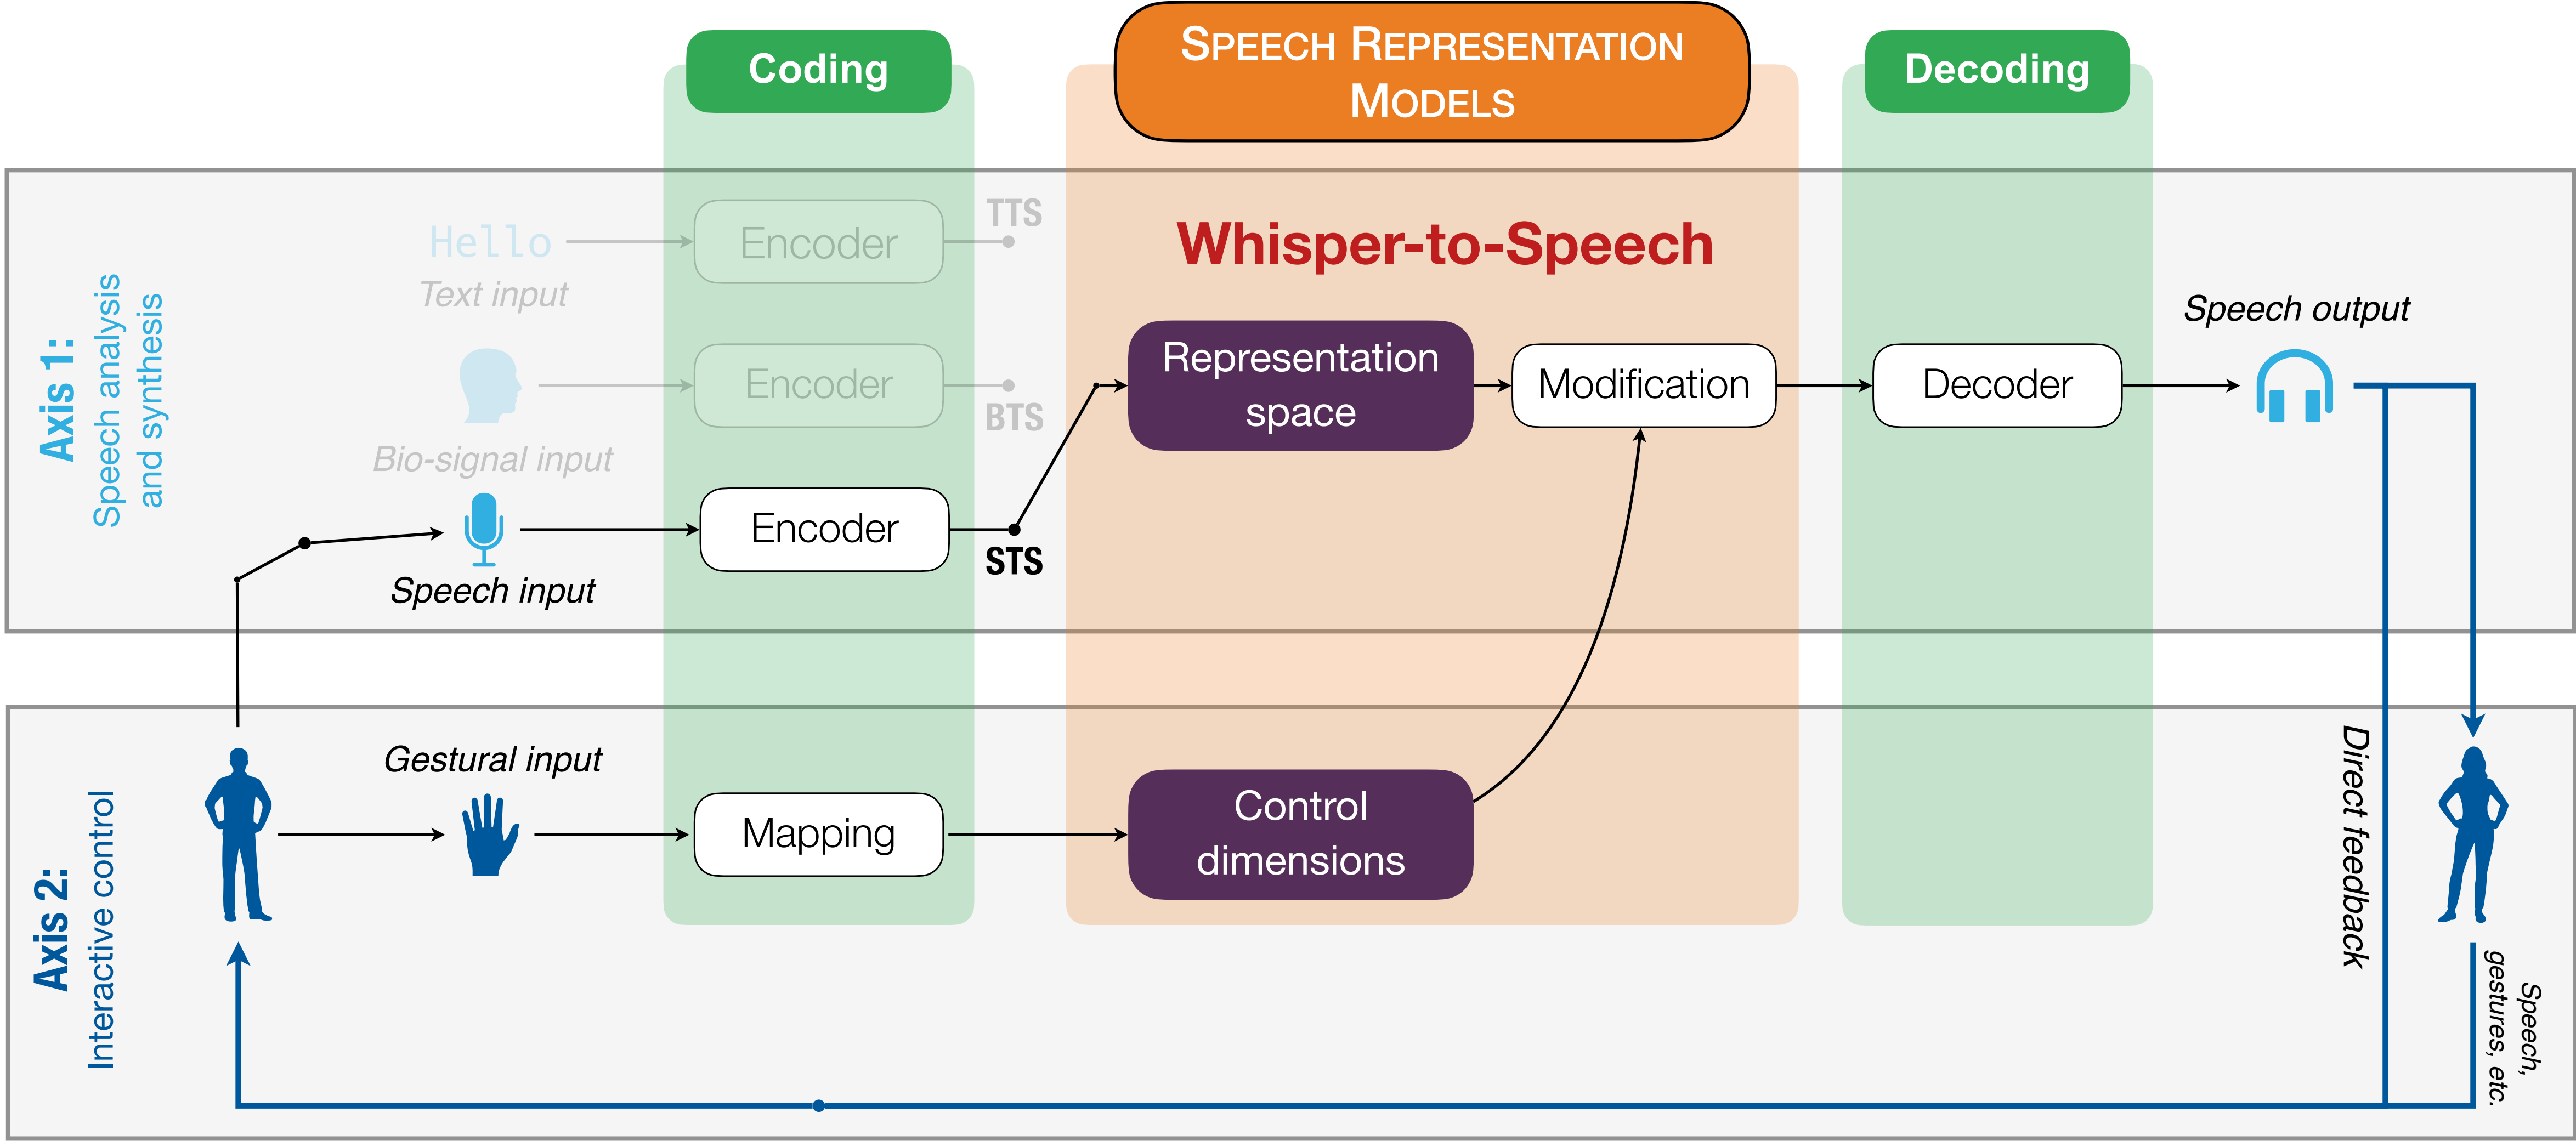 Coding
SPEECH REPRESENTATION
MODELS
Decoding
Axis 1:
Speech analysis
and synthesis
Hello
Text input
Encoder
TTS
Whisper-to-Speech
Bio-signal input
Encoder
BTS
Representation
space
Modification
Decoder
Speech output
Speech input
Encoder
STS
Axis 2:
Interactive control
Gestural input
Mapping
Control
dimensions
Direct feedback
Speech,
gestures, etc.